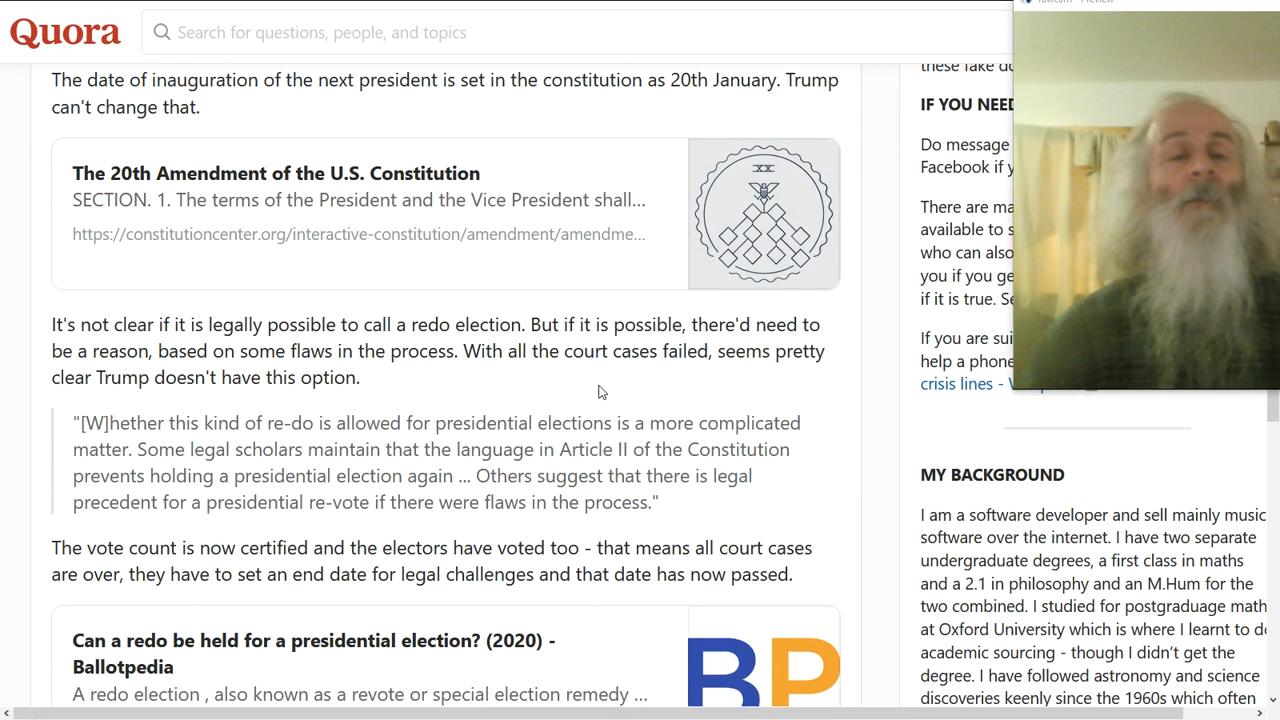 Quora
Search for questions, people, and topics
The date of inauguration of the next president is set in the constitution as 20th January. Trump
can't change that.
The 20th Amendment of the U.S. Constitution
SECTION. 1. The terms of the President and the Vice President shall...
https://constitutioncenter.org/interactive-constitution/amendment/amendme...
XX
It's not clear if it is legally possible to call a redo election. But if it is possible, there'd need to
be a reason, based on some flaws in the process. With all the court cases failed, seems pretty
clear Trump doesn't have this option.
"[W]hether this kind of re-do is allowed for presidential elections is a more complicated
matter. Some legal scholars maintain that the language in Article II of the Constitution
prevents holding a presidential election again ... Others suggest that there is legal
precedent for a presidential re-vote if there were flaws in the process."
The vote count is now certified and the electors have voted too - that means all court cases
are over, they have to set an end date for legal challenges and that date has now passed.
Can a redo be held for a presidential election? (2020) -
Ballotpedia
A redo election , also known as a revote or special election remedy ...
BP
these fake
IF YOU NEED
Do message
Facebook if
There are
available to
who can also
you if you
if it is true.
If you are
help a phone
crisis lines -
MY BACKGROUND
I am a software developer and sell mainly music
software over the internet. I have two separate
undergraduate degrees, a first class in maths
and a 2.1 in philosophy and an M.Hum for the
two combined. I studied for postgraduage math
at Oxford University which is where I learnt to
academic sourcing - though I didn't get the
degree. I have followed astronomy and science
discoveries keenly since the 1960s which often